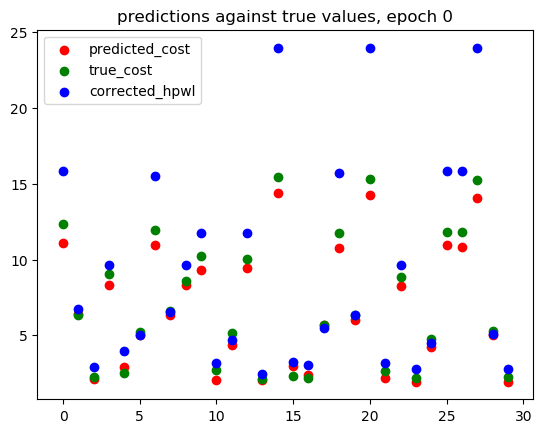 predictions against true values, epoch 0
25
predicted_cost
true_cost
corrected_hpwl
20
15
10
5
0 5 10 15 20 25 30